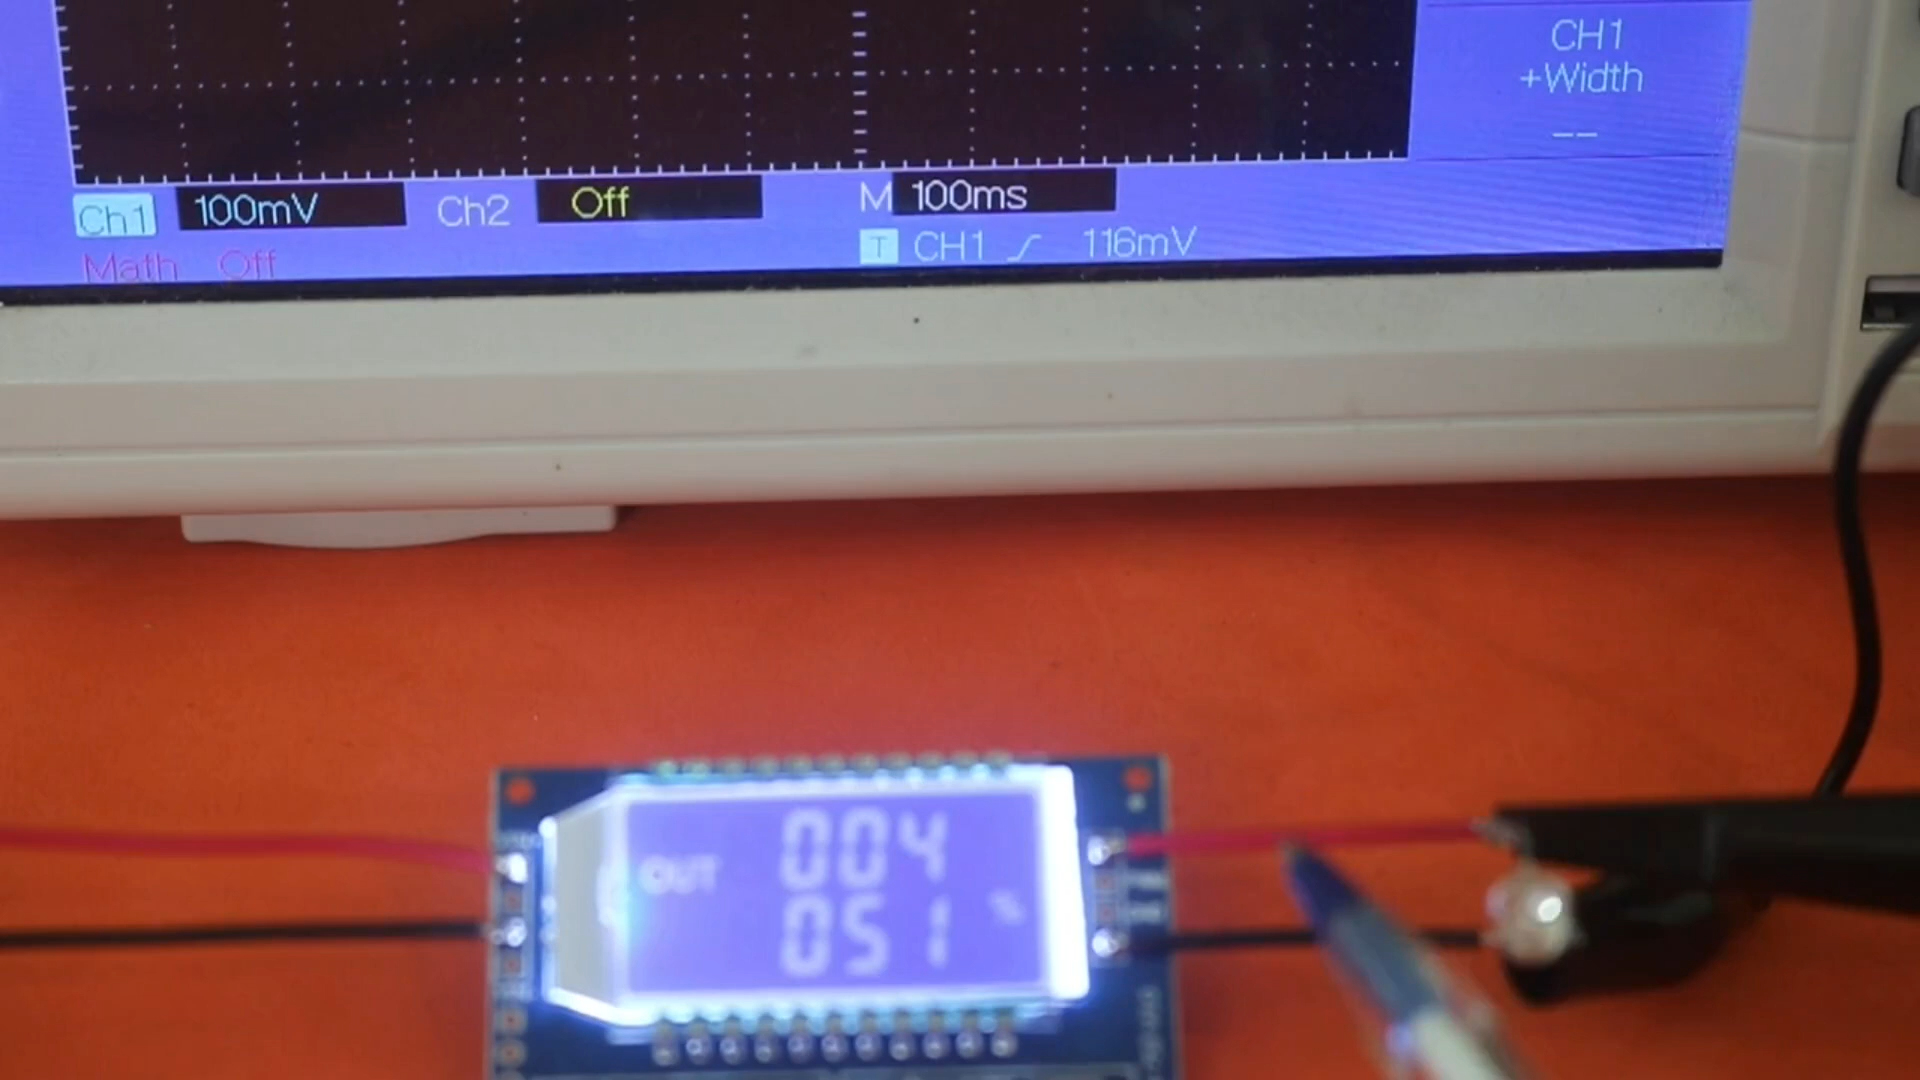 CH1
+Width
--
Ch1 100mV Ch2 Off M 100ms
Math Off T CH1 116mV
OUT 004
051 %